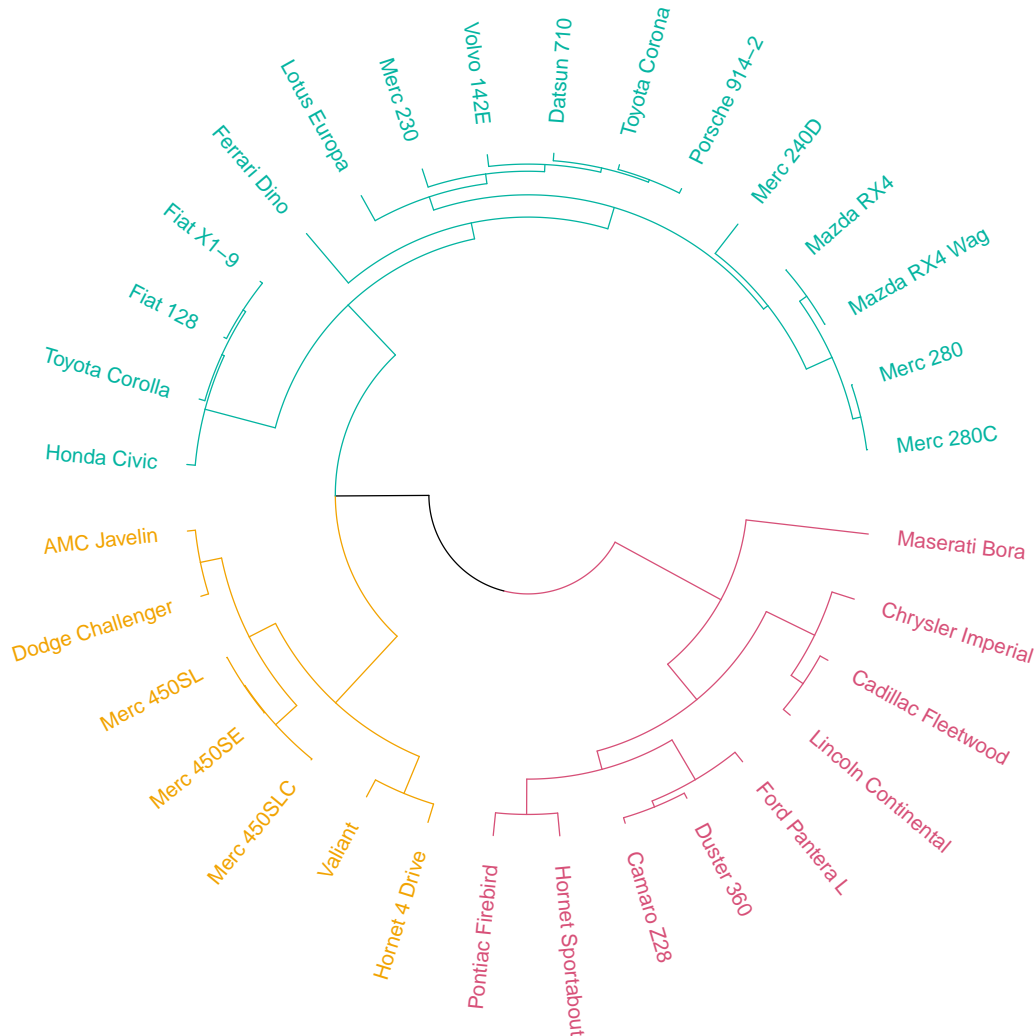 Honda Civic
Toyota Corolla
Fiat 128
Fiat X1−9
Ferrari Dino
Lotus Europa
Merc 230
Volvo 142E
Datsun 710
Toyota Corona
Porsche 914−2
Merc 240D
Mazda RX4
Mazda RX4 Wag
Merc 280
Merc 280C
Maserati Bora
Chrysler Imperial
Cadillac Fleetwood
Lincoln Continental
Ford Pantera L
Duster 360
Camaro Z28
Hornet Sportabout
Pontiac Firebird
Hornet 4 Drive
Valiant
Merc 450SLC
Merc 450SE
Merc 450SL
Dodge Challenger
AMC Javelin